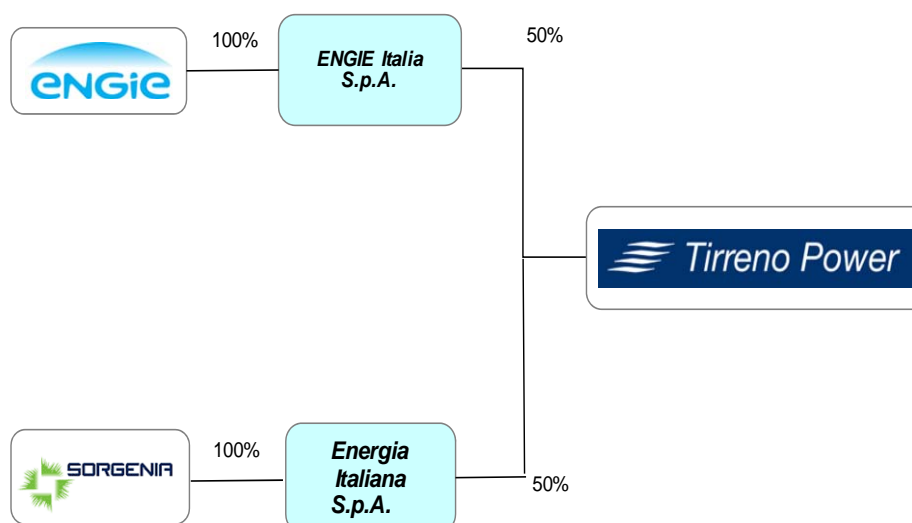 100%
50%
ENGIE
ENGIE Italia
S.p.A.
Tirreno Power
100%
SORGENIA
Energia
Italiana
S.p.A.
50%